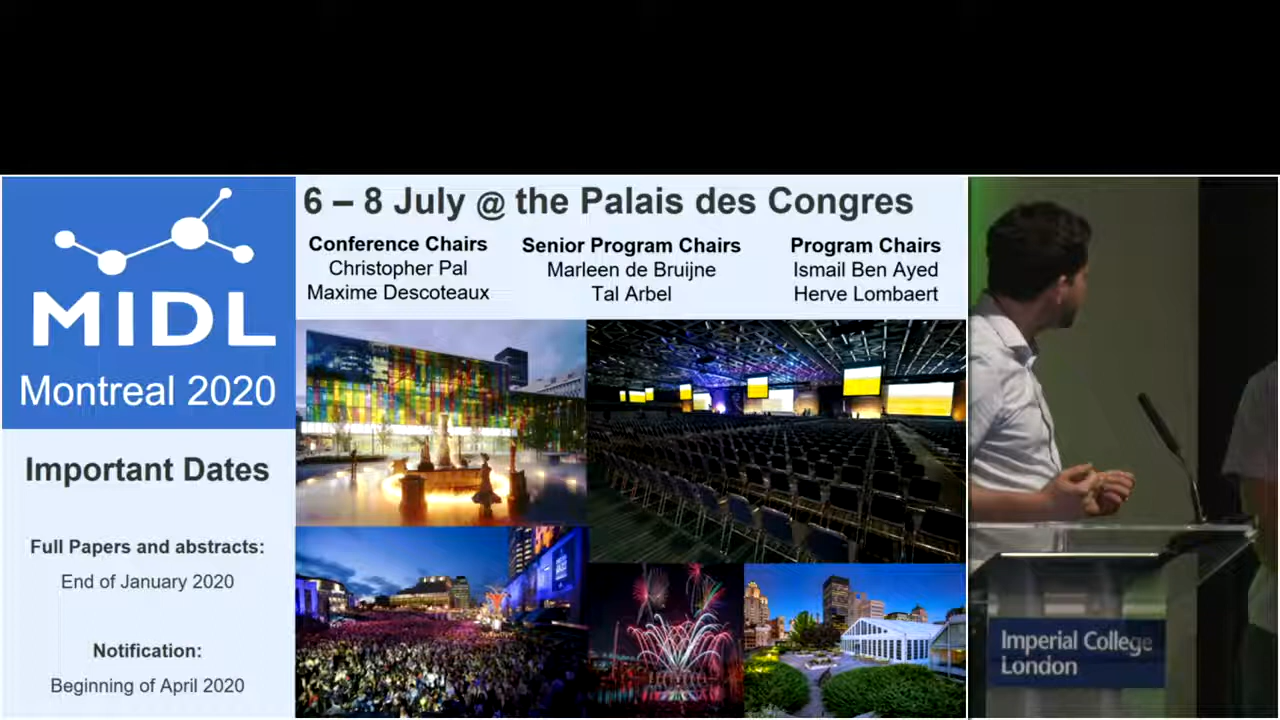 MIDL
Montreal 2020
Important Dates
Full Papers and abstracts:
End of January 2020
Notification:
Beginning of April 2020
6 – 8 July @ the Palais des Congres
Conference Chairs
Christopher Pal
Maxime Descoteaux
Senior Program Chairs
Marleen de Bruijne
Tal Arbel
Program Chairs
Ismail Ben Ayed
Herve Lombaert
Imperial College
London